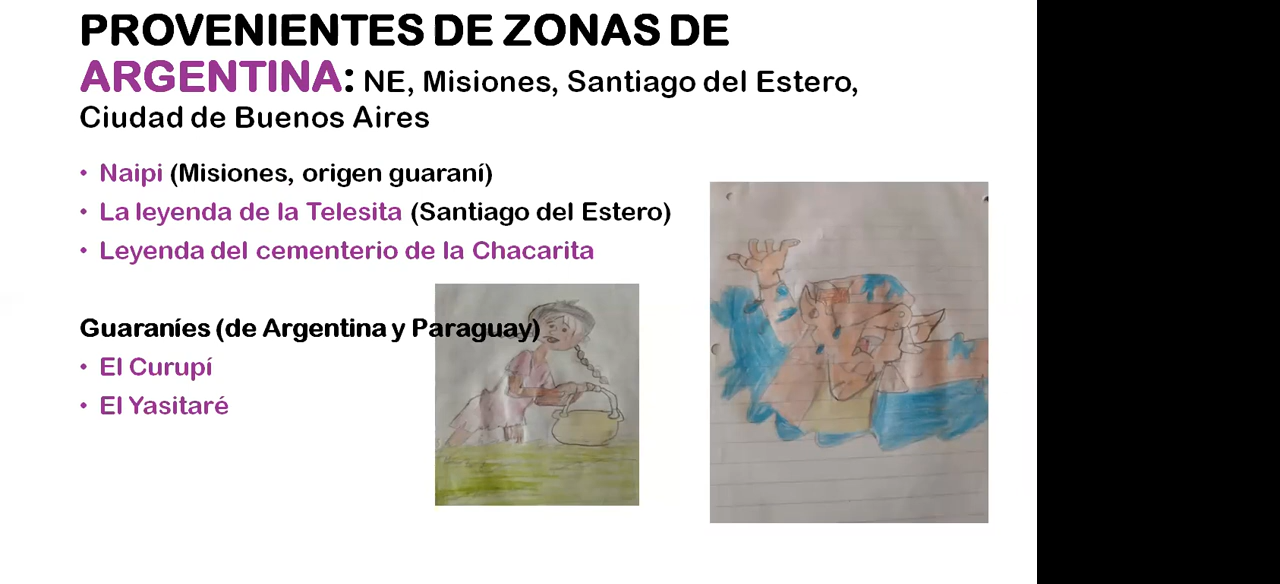 PROVENIENTES DE ZONAS DE
ARGENTINA: NE, Misiones, Santiago del Estero,
Ciudad de Buenos Aires
• Naipi (Misiones, origen guaraní)
• La leyenda de la Telesita (Santiago del Estero)
• Leyenda del cementerio de la Chacarita
Guaraníes (de Argentina y Paraguay)
• El Curupí
• El Yasitaré